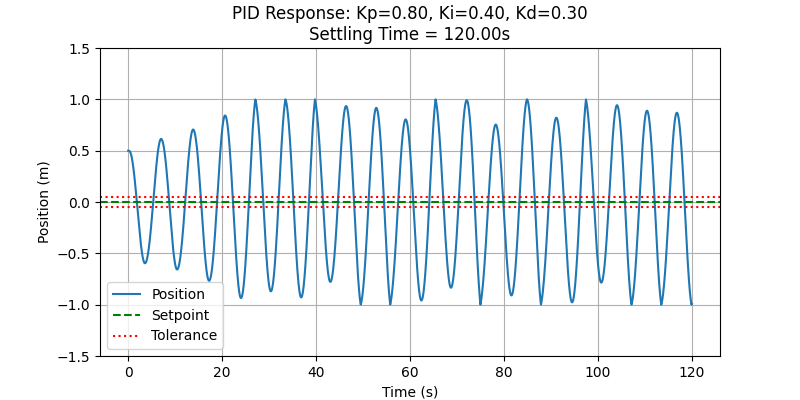 PID Response: Kp=0.80, Ki=0.40, Kd=0.30
Settling Time = 120.00s
1.5
1.0
0.5
0.0
−0.5
−1.0
−1.5
Position (m)
Position
Setpoint
Tolerance
0
20
40
60
80
100
120
Time (s)